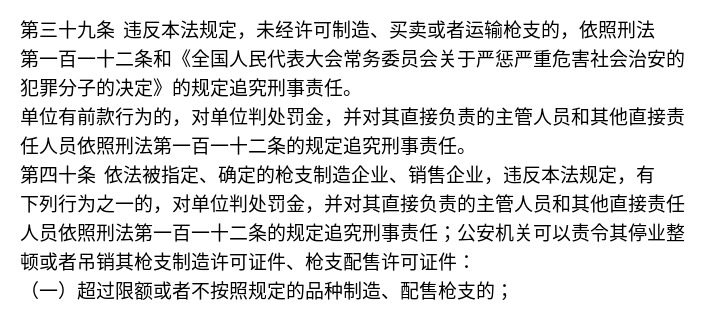 第三十九条 违反本法规定，未经许可制造、买卖或者运输枪支的，依照刑法
第一百一十二条和《全国人民代表大会常务委员会关于严惩严重危害社会治安的
犯罪分子的决定》的规定追究刑事责任。
单位有前款行为的，对单位判处罚金，并对其直接负责的主管人员和其他直接责
任人员依照刑法第一百一十二条的规定追究刑事责任。
第四十条 依法被指定、确定的枪支制造企业、销售企业，违反本法规定，有
下列行为之一的，对单位判处罚金，并对其直接负责的主管人员和其他直接责任
人员依照刑法第一百一十二条的规定追究刑事责任；公安机关可以责令其停业整
顿或者吊销其枪支制造许可证件、枪支配售许可证件：
（一）超过限额或者不按照规定的品种制造、配售枪支的；